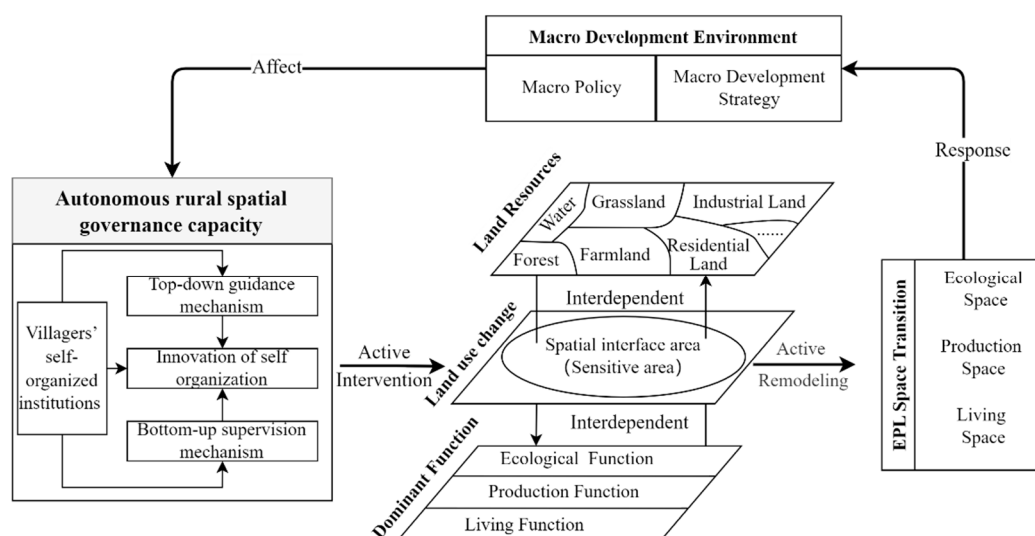 Macro Development Environment
Macro Policy
Macro Development
Strategy
Affect
Response
Autonomous rural spatial
governance capacity
Villagers'
self-
organized
institutions
Top-down guidance
mechanism
Innovation of self
organization
Bottom-up supervision
mechanism
Active
Intervention
Land Resources
Water
Grassland
Industrial Land
......
Forest
Farmland
Residential
Land
Interdependent
Land use change
Spatial interface area
(Sensitive area)
Interdependent
Dominant Function
Ecological Function
Production Function
Living Function
Active
Remodeling
EPL Space Transition
Ecological
Space
Production
Space
Living
Space